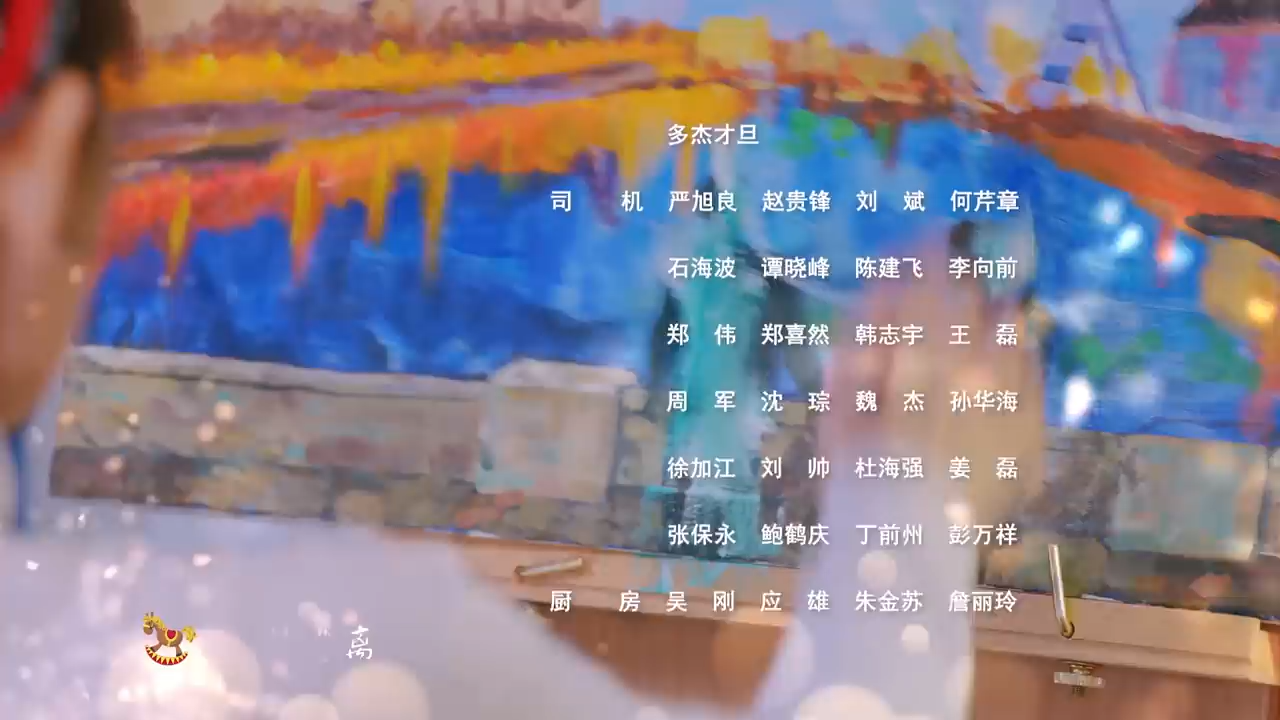 多杰才旦
司 机 严旭良 赵贵锋 刘 斌 何芹章
石海波 谭晓峰 陈建飞 李向前
郑 伟 郑喜然 韩志宇 王 磊
周 军 沈 琮 魏 杰 孙华海
徐加江 刘 帅 杜海强 姜 磊
张保永 鲍鹤庆 丁前州 彭万祥
厨 房 吴 刚 应 雄 朱金苏 詹丽玲
离